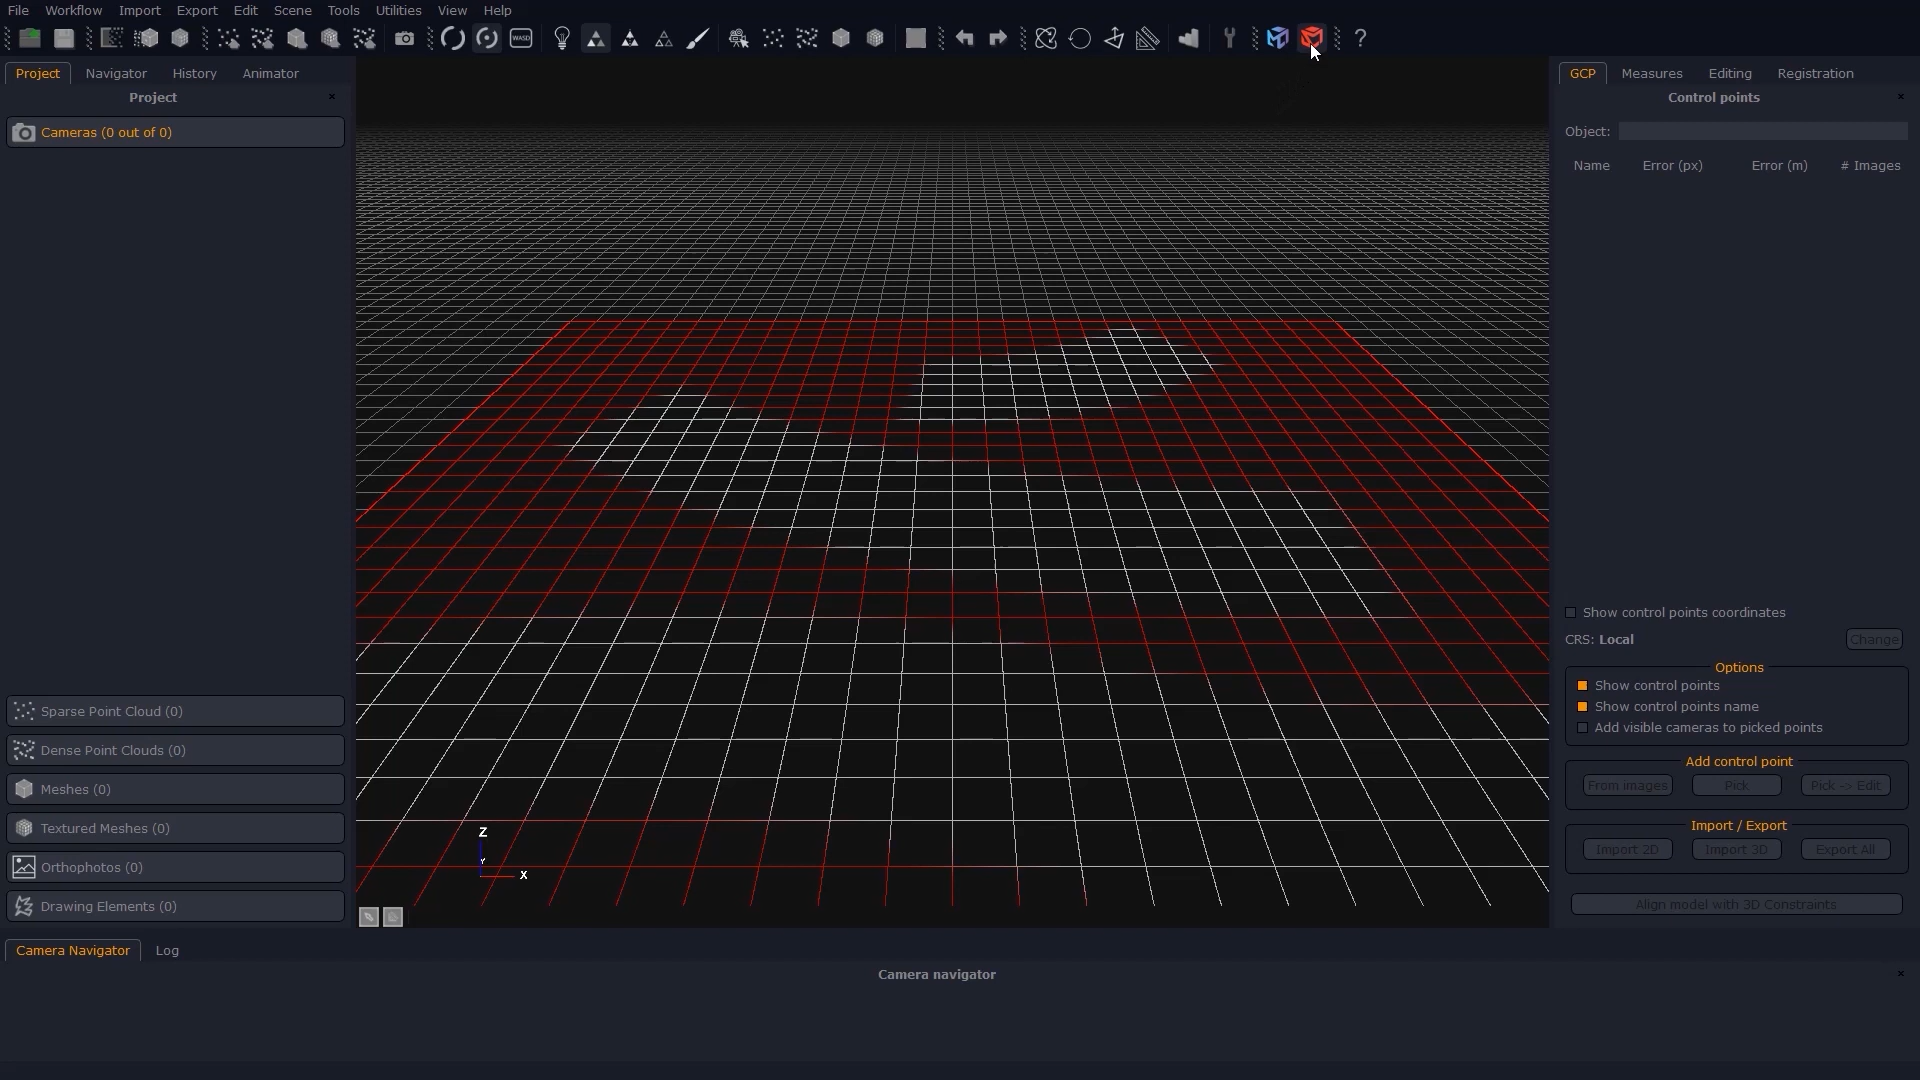 File Workflow Import Export Edit Scene Tools Utilities View Help
WASD
?
Project Navigator History Animator
Project
Cameras (0 out of 0)
Sparse Point Cloud (0)
Dense Point Clouds (0)
Meshes (0)
Textured Meshes (0)
Orthophotos (0)
Drawing Elements (0)
Z
Y
X
GCP Measures Editing Registration
Control points
Object:
Name Error (px) Error (m) # Images
Show control points coordinates
CRS: Local Change
Options
Show control points
Show control points name
Add visible cameras to picked points
Add control point
From images Pick Pick -> Edit
Import / Export
Import 2D Import 3D Export All
Align model with 3D Constraints
Camera Navigator Log
Camera navigator